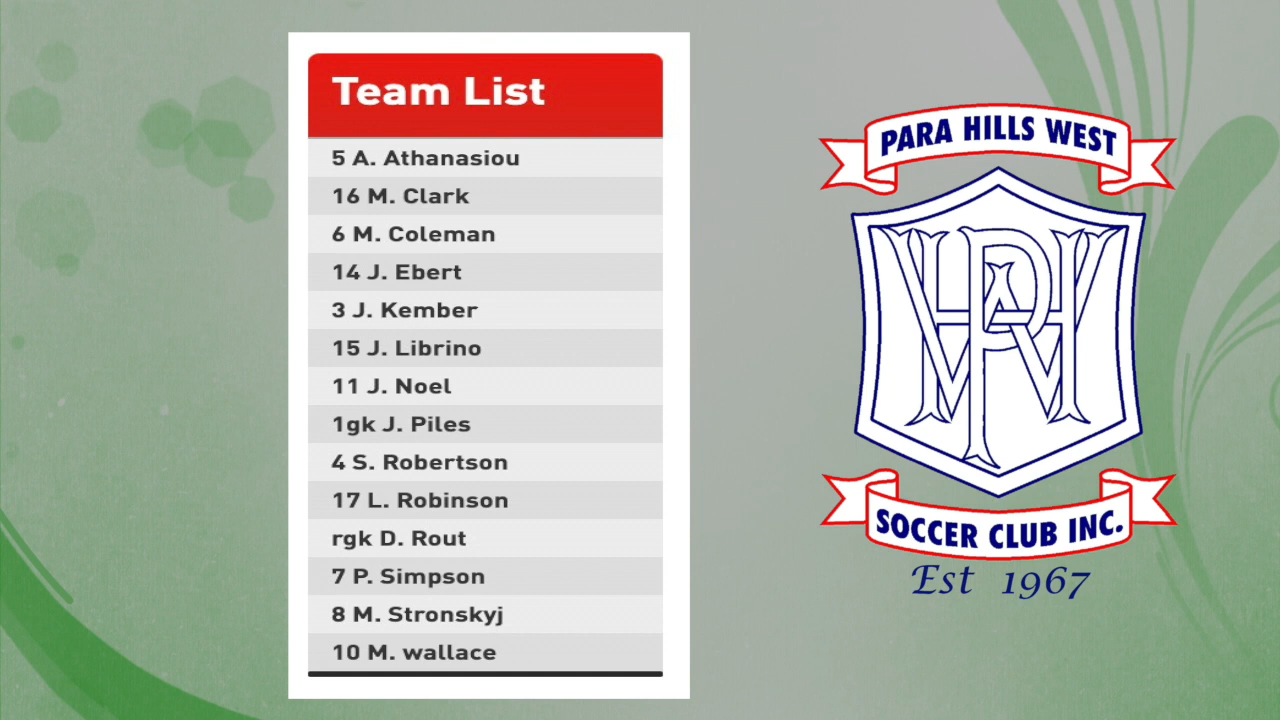 Team List
5 A. Athanasiou
16 M. Clark
6 M. Coleman
14 J. Ebert
3 J. Kember
15 J. Librino
11 J. Noel
1gk J. Piles
4 S. Robertson
17 L. Robinson
rgk D. Rout
7 P. Simpson
8 M. Stronskyj
10 M. wallace
PARA HILLS WEST
SOCCER CLUB INC.
Est 1967